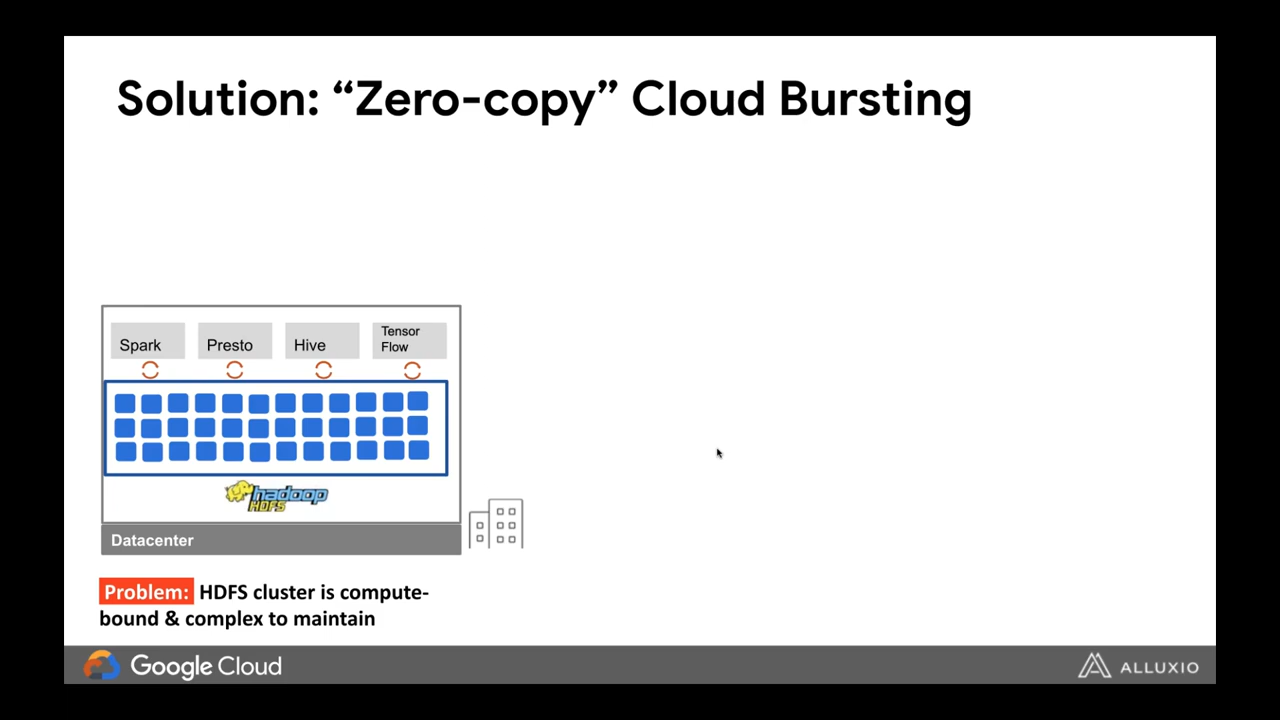 Solution: “Zero-copy” Cloud Bursting
Spark
Presto
Hive
Tensor
Flow
hadoop
HDFS
Datacenter
Problem: HDFS cluster is compute-
bound & complex to maintain
Google Cloud
ALLUXIO